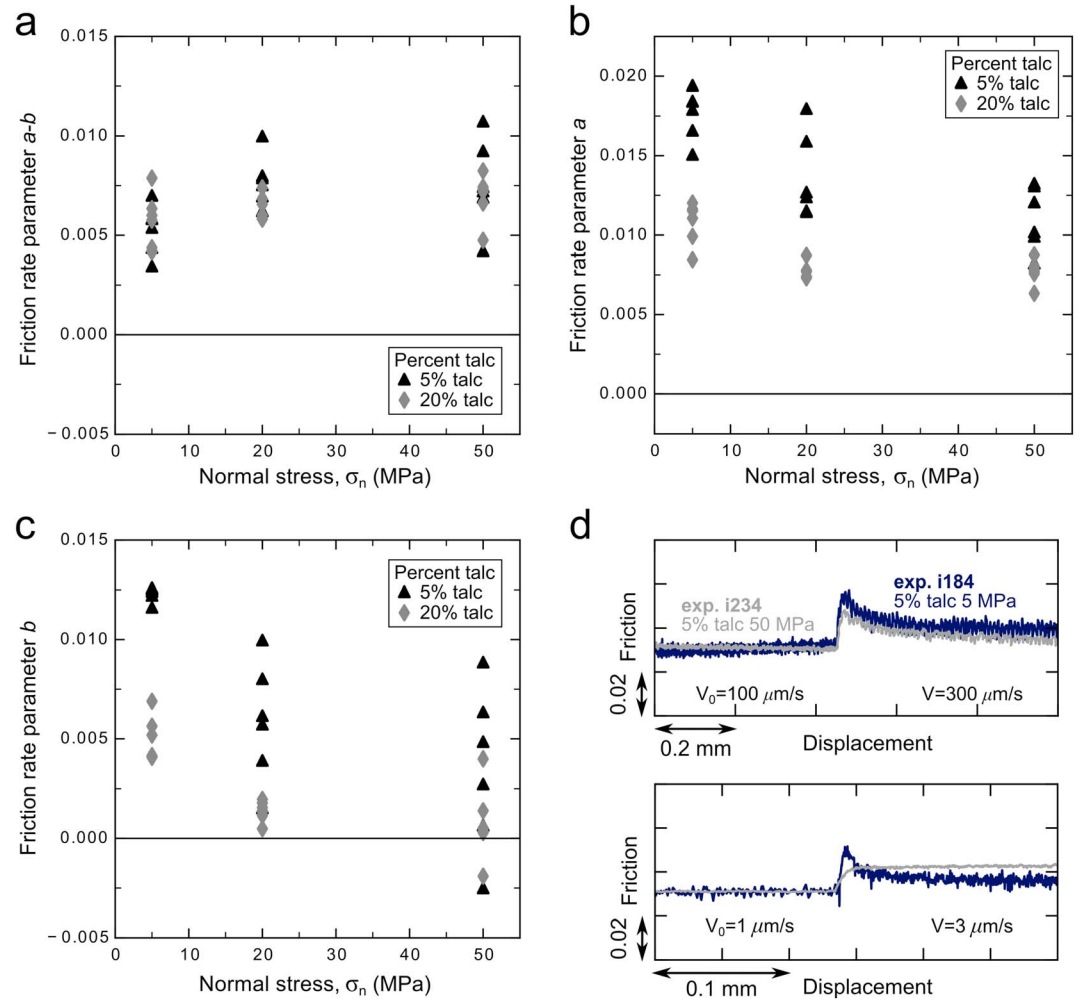 a
0.015
0.010
0.005
0.000
−0.005
Friction rate parameter a-b
Percent talc
5% talc
20% talc
0 10 20 30 40 50
Normal stress, σn (MPa)
b
0.020
0.015
0.010
0.005
0.000
Friction rate parameter a
Percent talc
5% talc
20% talc
0 10 20 30 40 50
Normal stress, σn (MPa)
c
0.015
0.010
0.005
0.000
−0.005
Friction rate parameter b
Percent talc
5% talc
20% talc
0 10 20 30 40 50
Normal stress, σn (MPa)
d
Friction
0.02
exp. i234
5% talc 50 MPa
exp. i184
5% talc 5 MPa
V0=100 μm/s
V=300 μm/s
0.2 mm
Displacement
Friction
0.02
V0=1 μm/s
V=3 μm/s
0.1 mm
Displacement